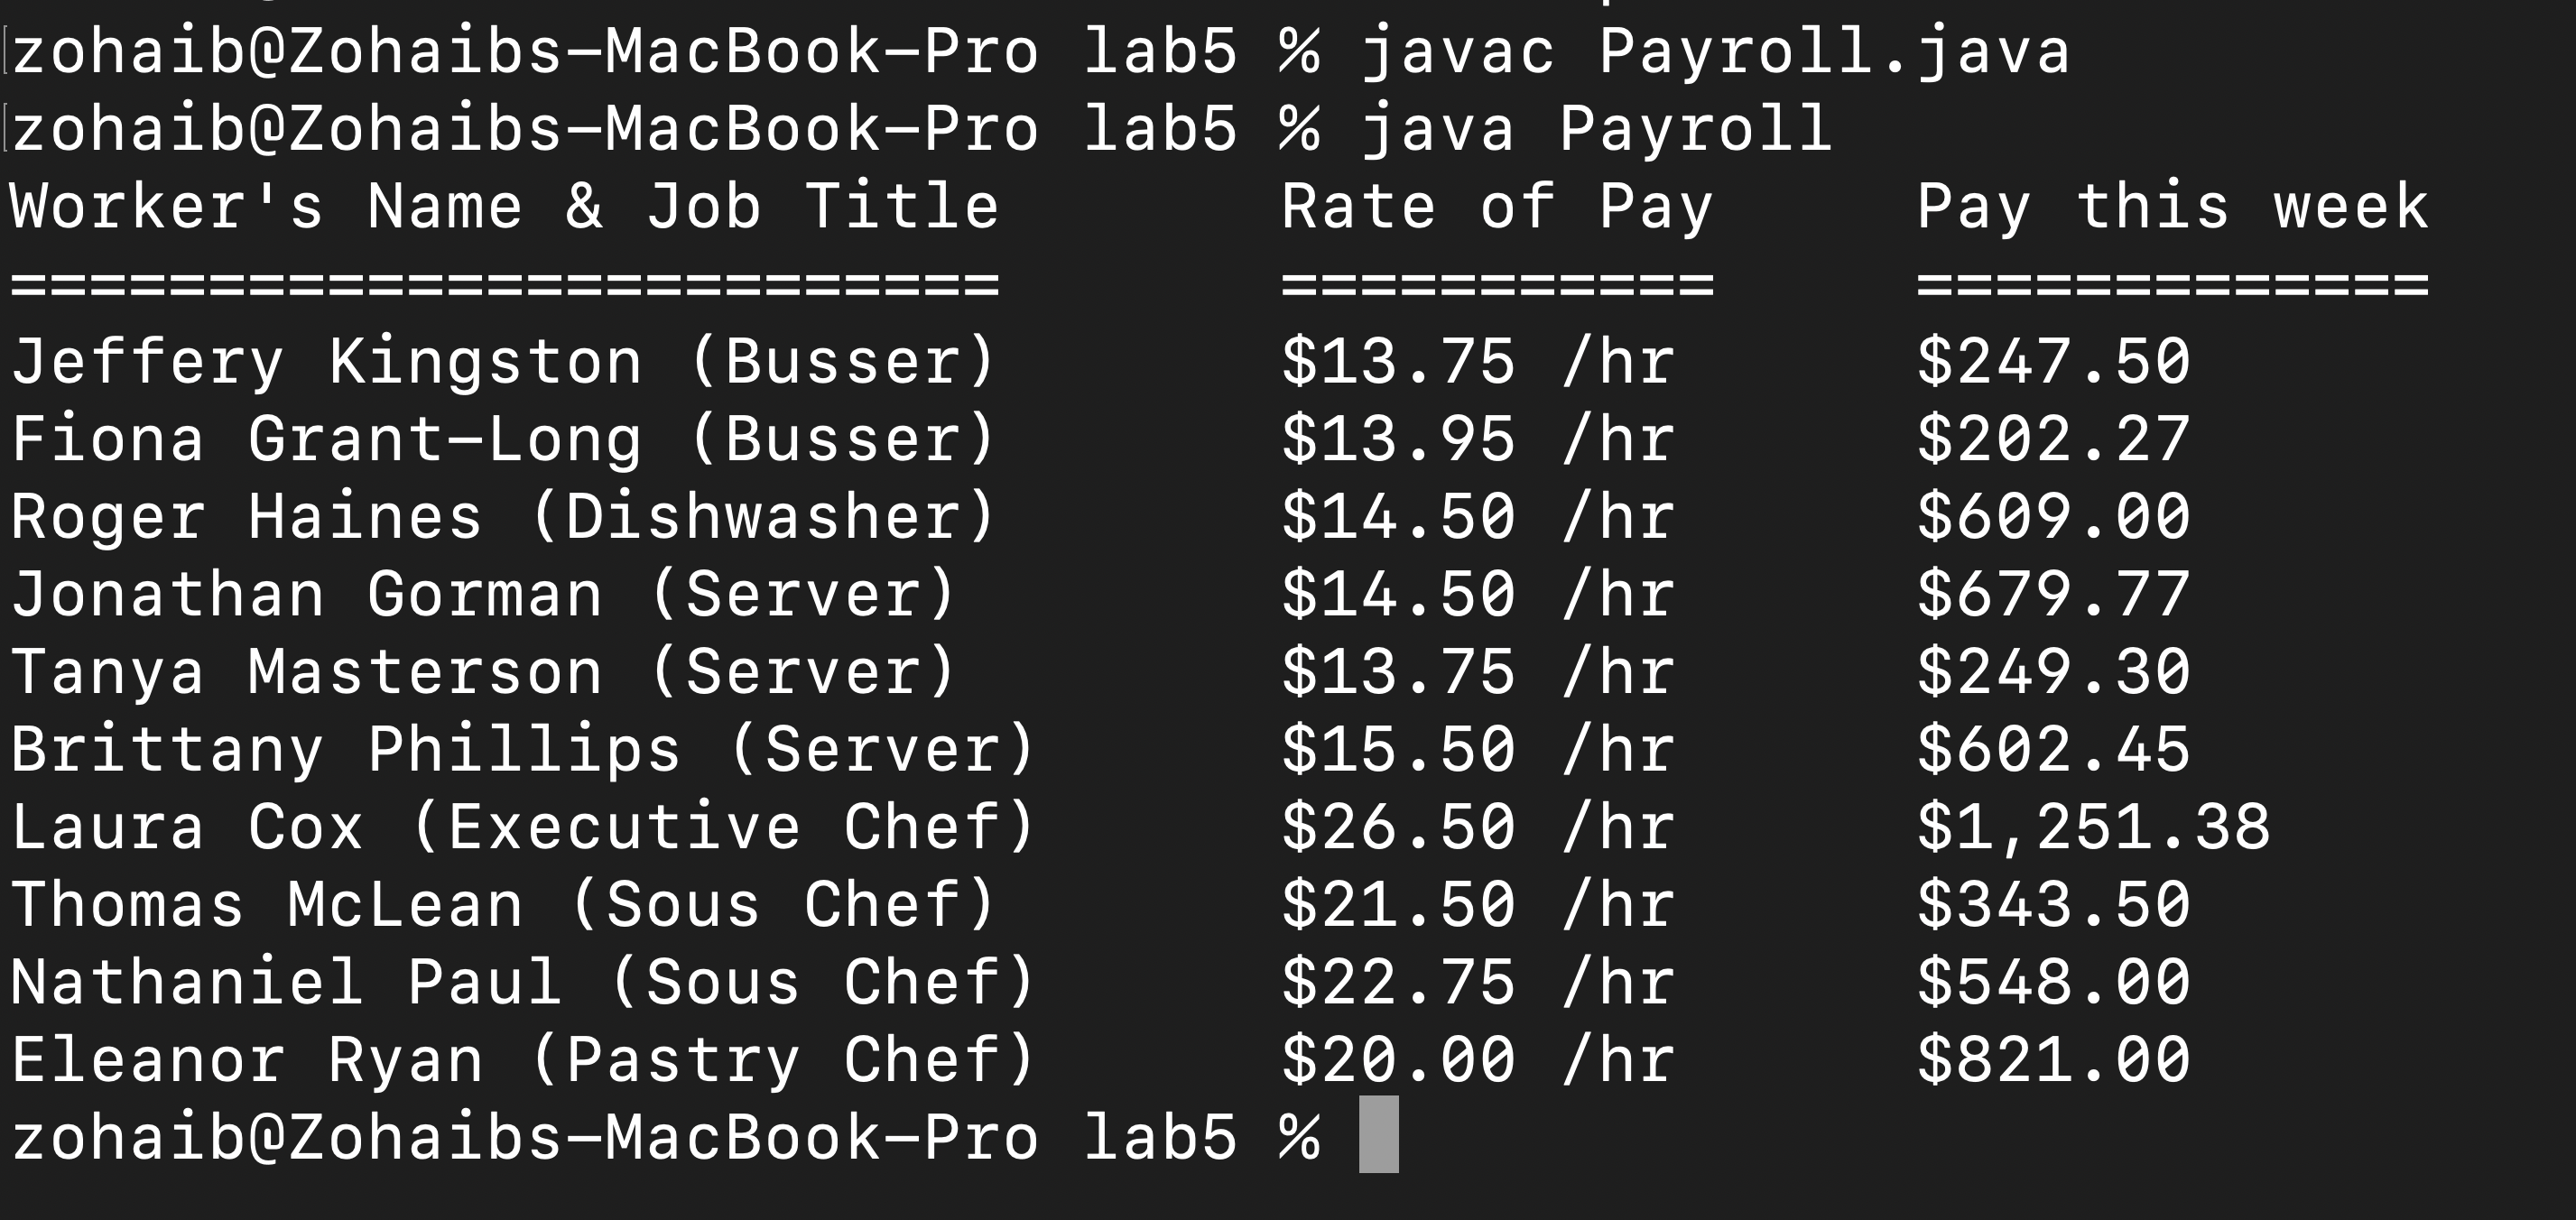 zohaib@Zohaibs-MacBook-Pro lab5 % javac Payroll.java
zohaib@Zohaibs-MacBook-Pro lab5 % java Payroll
Worker's Name & Job Title       Rate of Pay     Pay this week
=========================       ===========     =============
Jeffery Kingston (Busser)       $13.75 /hr      $247.50
Fiona Grant-Long (Busser)       $13.95 /hr      $202.27
Roger Haines (Dishwasher)       $14.50 /hr      $609.00
Jonathan Gorman (Server)        $14.50 /hr      $679.77
Tanya Masterson (Server)        $13.75 /hr      $249.30
Brittany Phillips (Server)      $15.50 /hr      $602.45
Laura Cox (Executive Chef)      $26.50 /hr      $1,251.38
Thomas McLean (Sous Chef)       $21.50 /hr      $343.50
Nathaniel Paul (Sous Chef)      $22.75 /hr      $548.00
Eleanor Ryan (Pastry Chef)      $20.00 /hr      $821.00
zohaib@Zohaibs-MacBook-Pro lab5 %